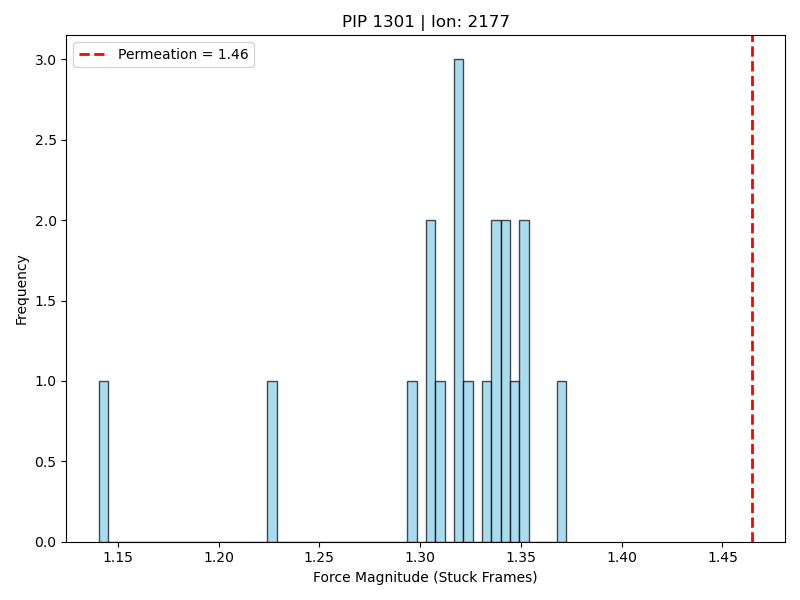 PIP 1301 | Ion: 2177
Permeation = 1.46
Frequency
3.0
2.5
2.0
1.5
1.0
0.5
0.0
1.15 1.20 1.25 1.30 1.35 1.40 1.45
Force Magnitude (Stuck Frames)